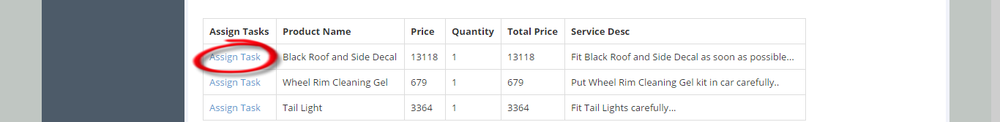 Assign Tasks Product Name Price Quantity Total Price Service Desc
Assign Task Black Roof and Side Decal 13118 1 13118 Fit Black Roof and Side Decal as soon as possible...
Assign Task Wheel Rim Cleaning Gel 679 1 679 Put Wheel Rim Cleaning Gel kit in car carefully..
Assign Task Tail Light 3364 1 3364 Fit Tail Lights carefully...